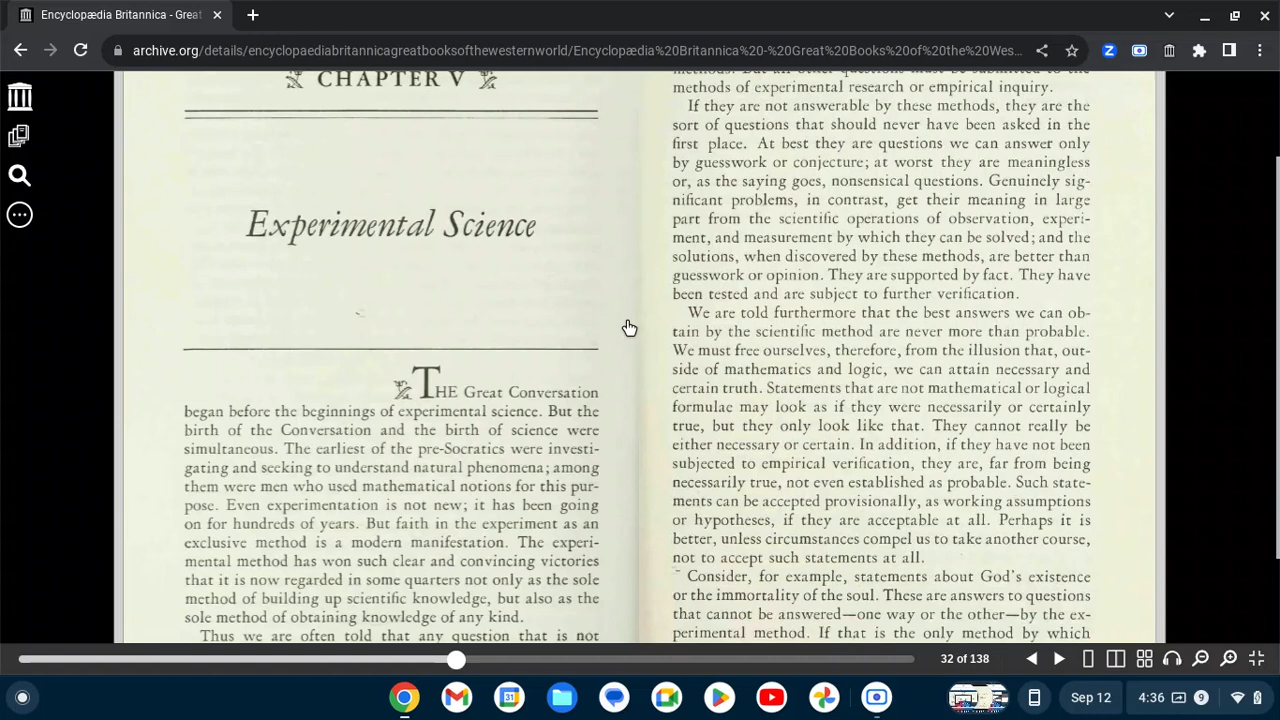 Encyclopædia Britannica - Great
archive.org/details/encyclopaediabritannicagreatbooksofthewesternworld/Encyclopædia%20Britannica%20-%20Great%20Books%20of%20the%20Wes...
CHAPTER V
Experimental Science
THE Great Conversation
began before the beginnings of experimental science. But the
birth of the Conversation and the birth of science were
simultaneous. The earliest of the pre-Socratics were investi-
gating and seeking to understand natural phenomena; among
them were men who used mathematical notions for this pur-
pose. Even experimentation is not new; it has been going
on for hundreds of years. But faith in the experiment as an
exclusive method is a modern manifestation. The experi-
mental method has won such clear and convincing victories
that it is now regarded in some quarters not only as the sole
method of building up scientific knowledge, but also as the
sole method of obtaining knowledge of any kind.
Thus we are often told that any question that is not
methods. But all other questions must be submitted to the
methods of experimental research or empirical inquiry.
If they are not answerable by these methods, they are the
sort of questions that should never have been asked in the
first place. At best they are questions we can answer only
by guesswork or conjecture; at worst they are meaningless
or, as the saying goes, nonsensical questions. Genuinely sig-
nificant problems, in contrast, get their meaning in large
part from the scientific operations of observation, experi-
ment, and measurement by which they can be solved; and the
solutions, when discovered by these methods, are better than
guesswork or opinion. They are supported by fact. They have
been tested and are subject to further verification.
We are told furthermore that the best answers we can ob-
tain by the scientific method are never more than probable.
We must free ourselves, therefore, from the illusion that, out-
side of mathematics and logic, we can attain necessary and
certain truth. Statements that are not mathematical or logical
formulae may look as if they were necessarily or certainly
true, but they only look like that. They cannot really be
either necessary or certain. In addition, if they have not been
subjected to empirical verification, they are, far from being
necessarily true, not even established as probable. Such state-
ments can be accepted provisionally, as working assumptions
or hypotheses, if they are acceptable at all. Perhaps it is
better, unless circumstances compel us to take another course,
not to accept such statements at all.
Consider, for example, statements about God's existence
or the immortality of the soul. These are answers to questions
that cannot be answered—one way or the other—by the ex-
perimental method. If that is the only method by which
32 of 138
Sep 12
4:36
9